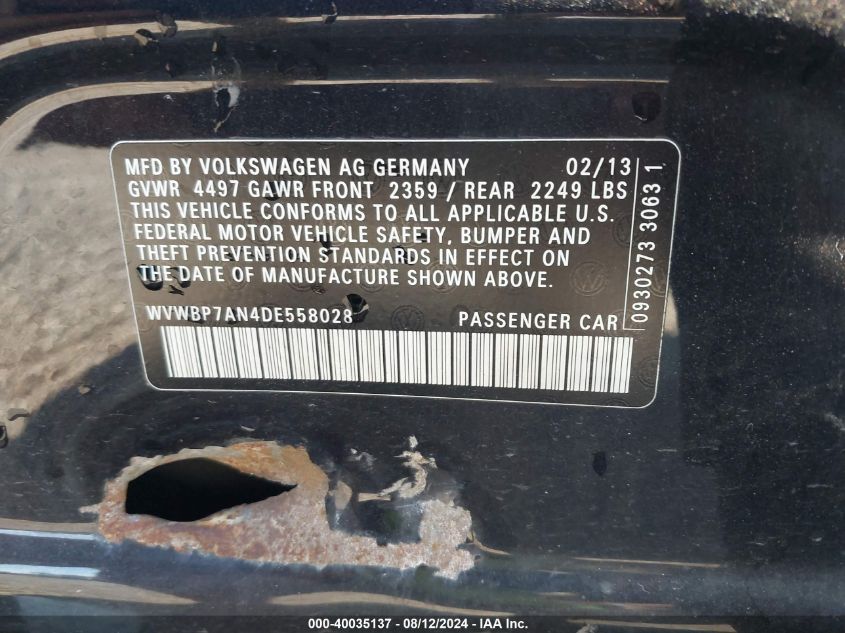 MFD BY VOLKSWAGEN AG GERMANY 02/13
GVWR 4497 GAWR FRONT 2359 / REAR 2249 LBS
THIS VEHICLE CONFORMS TO ALL APPLICABLE U.S.
FEDERAL MOTOR VEHICLE SAFETY, BUMPER AND
THEFT PREVENTION STANDARDS IN EFFECT ON
THE DATE OF MANUFACTURE SHOWN ABOVE.
WVWBP7AN4DE558028 PASSENGER CAR
0930273 3063 1
000-40035137 - 08/12/2024 - IAA Inc.